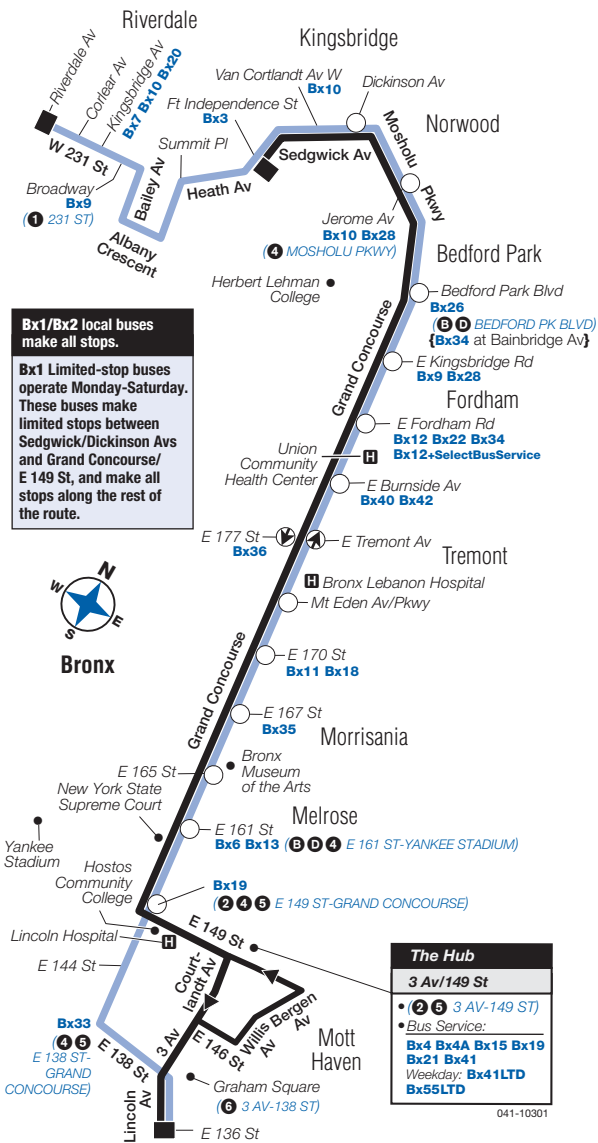 Riverdale
Riverdale Av
Corlear Av
Kingsbridge Av
Bx7 Bx10 Bx20
W 231 St
Broadway
Bx9
(1 231 ST)
Bailey Av
Albany
Crescent
Summit Pl
Heath Av
Kingsbridge
Van Cortlandt Av W
Bx10
Ft Independence St
Bx3
Dickinson Av
Sedgwick Av
Mosholu
Pkwy
Norwood
Jerome Av
Bx10 Bx28
(4 MOSHOLU PKWY)
Bedford Park
Herbert Lehman
College
Bedford Park Blvd
Bx26
(B D BEDFORD PK BLVD)
{Bx34 at Bainbridge Av}
Bx1/Bx2 local buses
make all stops.
Bx1 Limited-stop buses
operate Monday-Saturday.
These buses make
limited stops between
Sedgwick/Dickinson Avs
and Grand Concourse/
E 149 St, and make all
stops along the rest of
the route.
Grand Concourse
E Kingsbridge Rd
Bx9 Bx28
Fordham
E Fordham Rd
Bx12 Bx22 Bx34
Bx12+SelectBusService
Union
Community
Health Center
H
E Burnside Av
Bx40 Bx42
E 177 St
Bx36
E Tremont Av
Tremont
H Bronx Lebanon Hospital
Mt Eden Av/Pkwy
N
W
E
S
Bronx
E 170 St
Bx11 Bx18
Grand Concourse
E 167 St
Bx35
Morrisania
E 165 St
Bronx
Museum
of the Arts
New York State
Supreme Court
Melrose
E 161 St
Bx6 Bx13 (B D 4 E 161 ST-YANKEE STADIUM)
Yankee
Stadium
Hostos
Community
College
Bx19
(2 4 5 E 149 ST-GRAND CONCOURSE)
Lincoln Hospital
H
E 149 St
E 144 St
Court-
landt Av
Willis
Av
Bergen
Av
E 146 St
3 Av
Mott
Haven
Bx33
(4 5
E 138 ST-
GRAND
CONCOURSE)
E 138 St
Lincoln
Av
Graham Square
(6 3 AV-138 ST)
E 136 St
The Hub
3 Av/149 St
• (2 5 3 AV-149 ST)
• Bus Service:
Bx4 Bx4A Bx15 Bx19
Bx21 Bx41
Weekday: Bx41LTD
Bx55LTD
041-10301